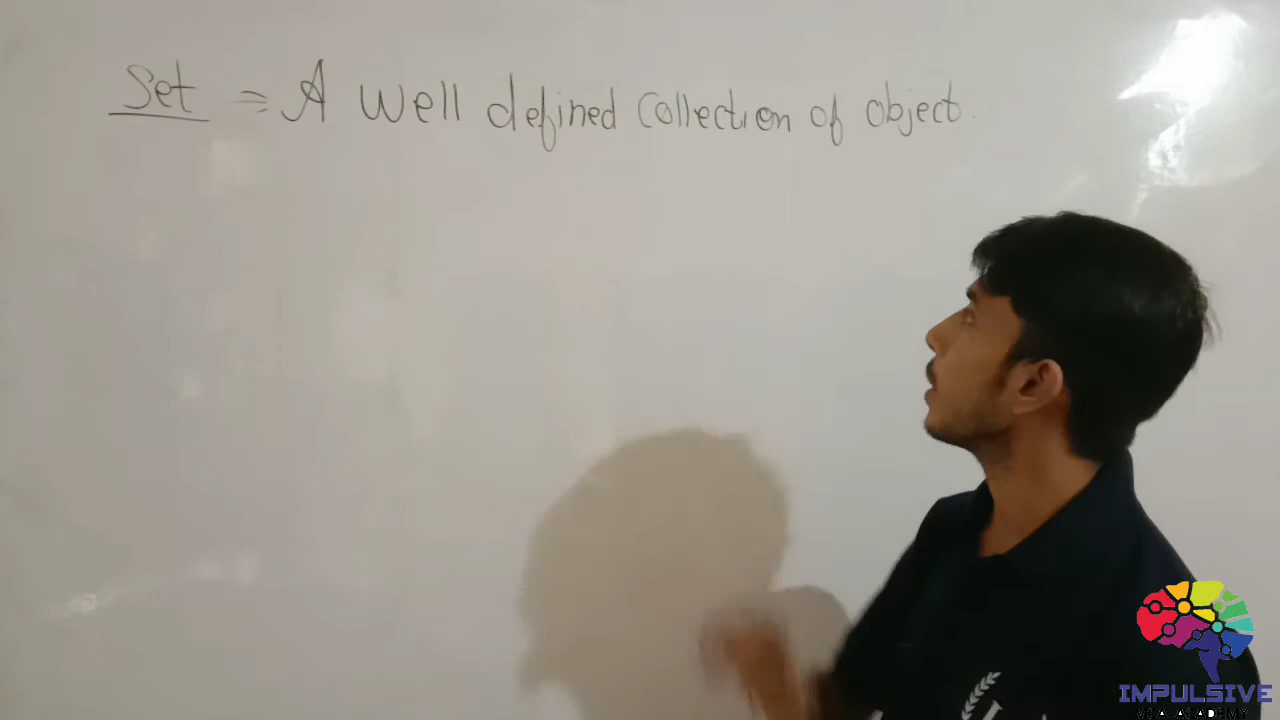 Set = A well defined collection of object.
IMPULSIVE